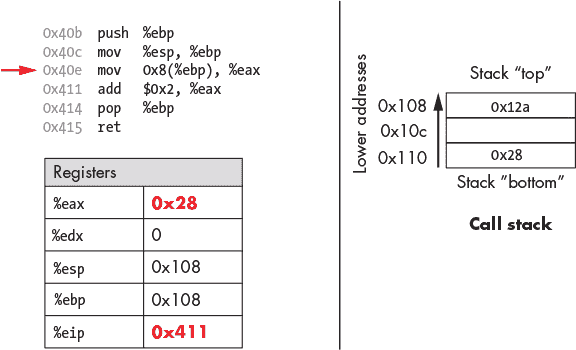 0x40b push %ebp
0x40c mov %esp, %ebp
0x40e mov 0x8(%ebp), %eax
0x411 add $0x2, %eax
0x414 pop %ebp
0x415 ret
Registers
%eax 0x28
%edx 0
%esp 0x108
%ebp 0x108
%eip 0x411
Lower addresses
Stack “top”
0x108 0x12a
0x10c
0x110 0x28
Stack “bottom”
Call stack